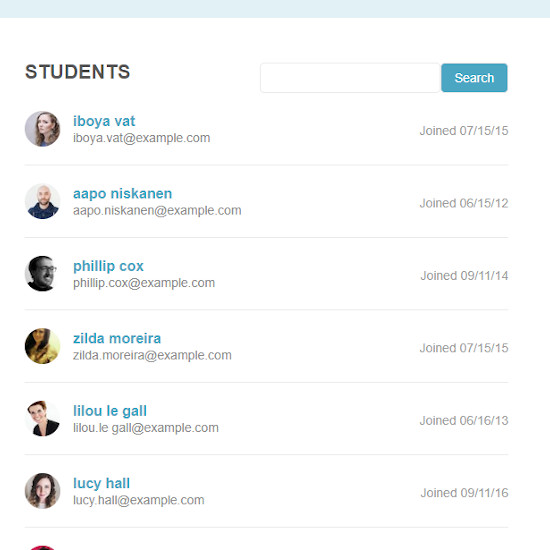 STUDENTS
Search
iboya vat
iboya.vat@example.com
Joined 07/15/15
aapo niskanen
aapo.niskanen@example.com
Joined 06/15/12
phillip cox
phillip.cox@example.com
Joined 09/11/14
zilda moreira
zilda.moreira@example.com
Joined 07/15/15
lilou le gall
lilou.le gall@example.com
Joined 06/16/13
lucy hall
lucy.hall@example.com
Joined 09/11/16